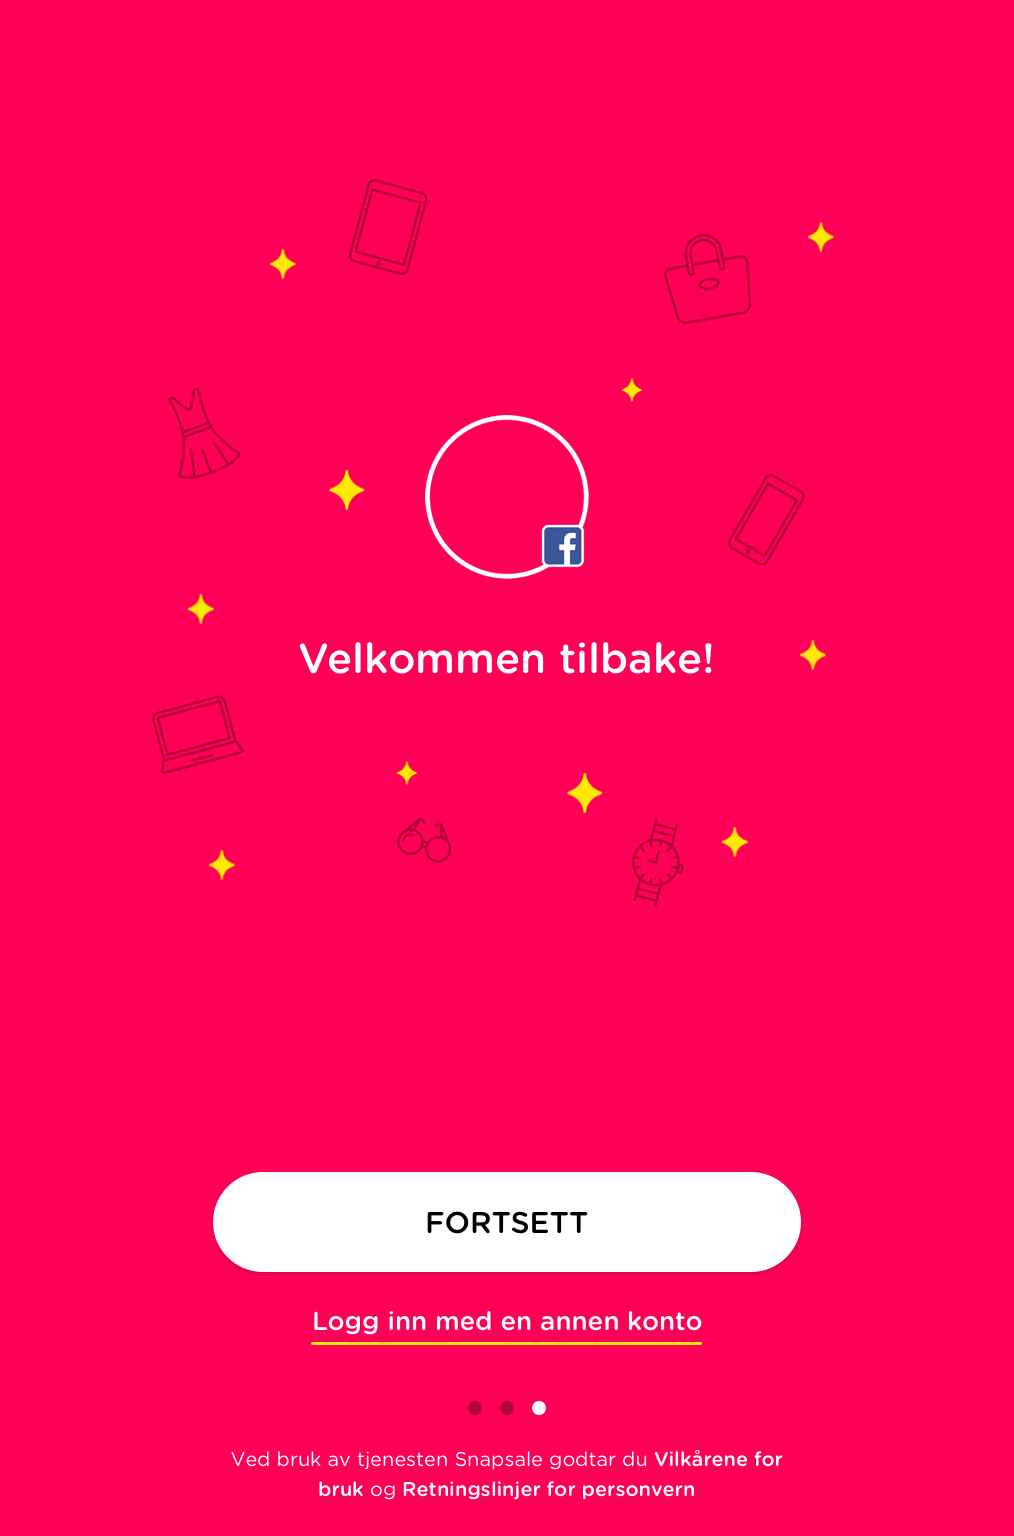 Velkommen tilbake!
FORTSETT
Logg inn med en annen konto
Ved bruk av tjenesten Snapsale godtar du Vilkårene for
bruk og Retningslinjer for personvern